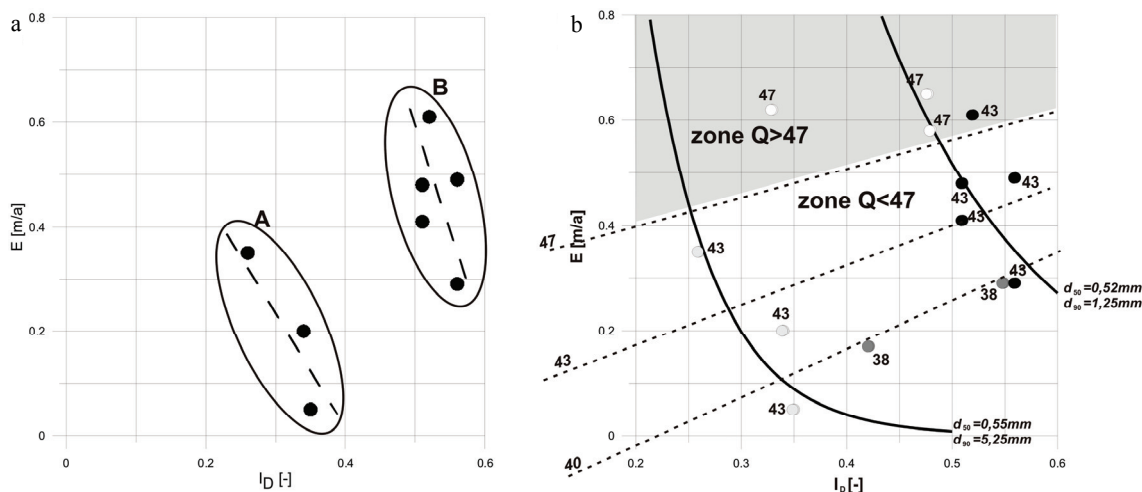 a
0.8
0.6
0.4
0.2
0
E [m/a]
A
B
0
0.2
0.4
0.6
I_D [-]
b
0.8
0.6
0.4
0.2
0
E [m/a]
47
47
47
43
zone Q>47
zone Q<47
43
43
43
47
43
43
43
38
d50=0,52mm
d90=1,25mm
43
38
43
43
40
d50=0,55mm
d90=5,25mm
0.2
0.3
0.4
0.5
0.6
I_D [-]